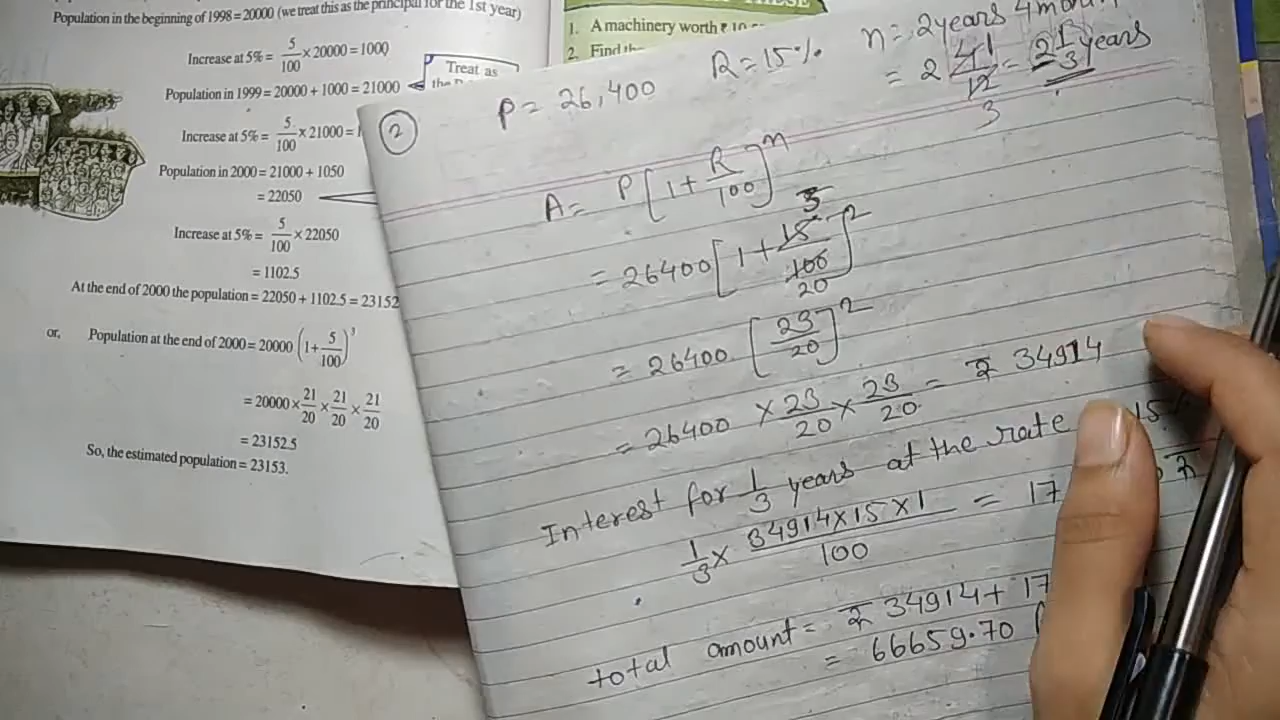 Population in the beginning of 1998 = 20000 (we treat this as the principal for the 1st year)
Increase at 5% = 5/100 × 20000 = 1000)
Population in 1999 = 20000 + 1000 = 21000
Treat as
Increase at 5% = 5/100 × 21000 =
Population in 2000 = 21000 + 1050
= 22050
Increase at 5% = 5/100 × 22050
= 1102.5
At the end of 2000 the population = 22050 + 1102.5 = 23152
or, Population at the end of 2000 = 20000 (1+5/100)³
= 20000 × 21/20 × 21/20 × 21/20
= 23152.5
So, the estimated population = 23153.
1. A machinery worth ₹
2. Find
② P = 26,400 R = 15% n = 2 years 4
= 2 4/12 = 2 1/3 years
3
A = P[1+R/100]ⁿ
= 26400[1+15/100]²
5
20
= 26400 [23/20]²
= 26400 × 23/20 × 23/20 = ₹ 34914
Interest for 1/3 years at the rate 15%
1/3 × 34914×15×1/100 = 17
total amount = ₹ 34914 + 17
= 66659.70